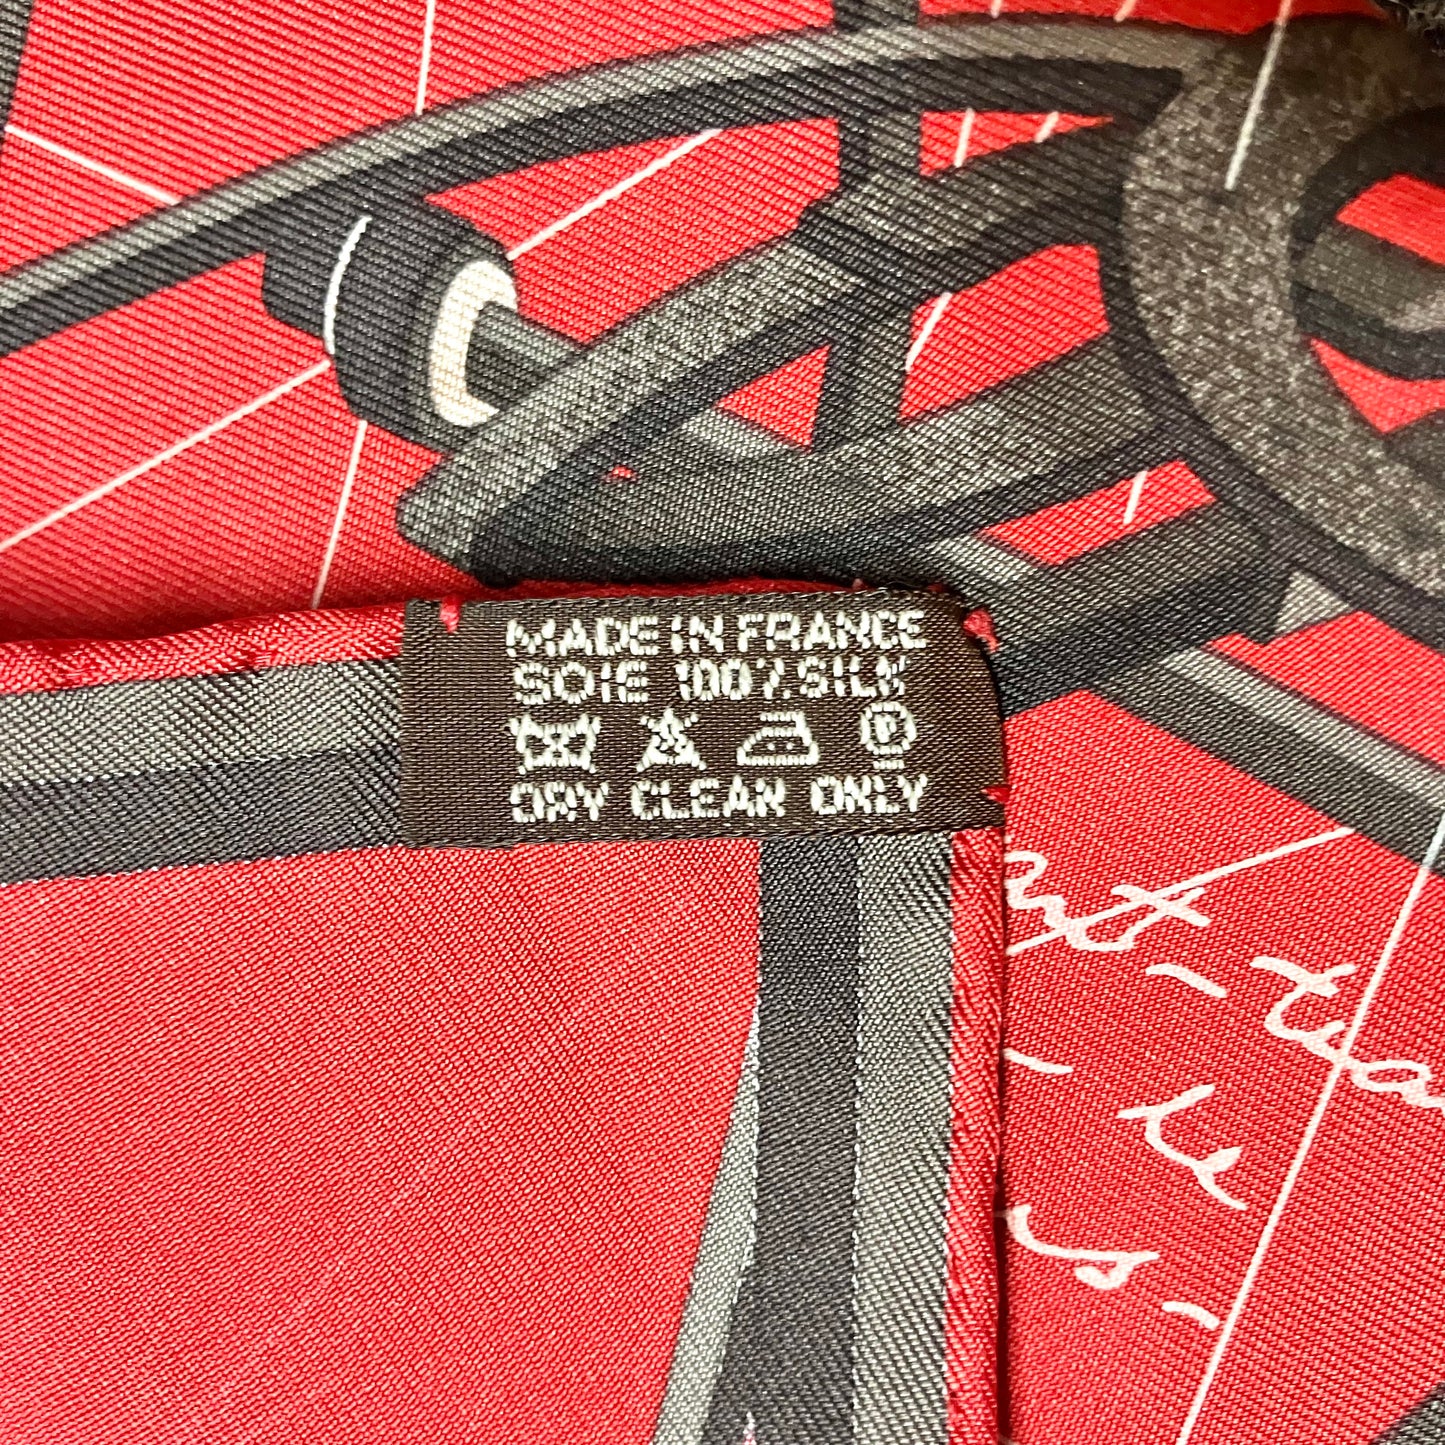 MADE IN FRANCE
SOIE 100% SILK
P
DRY CLEAN ONLY